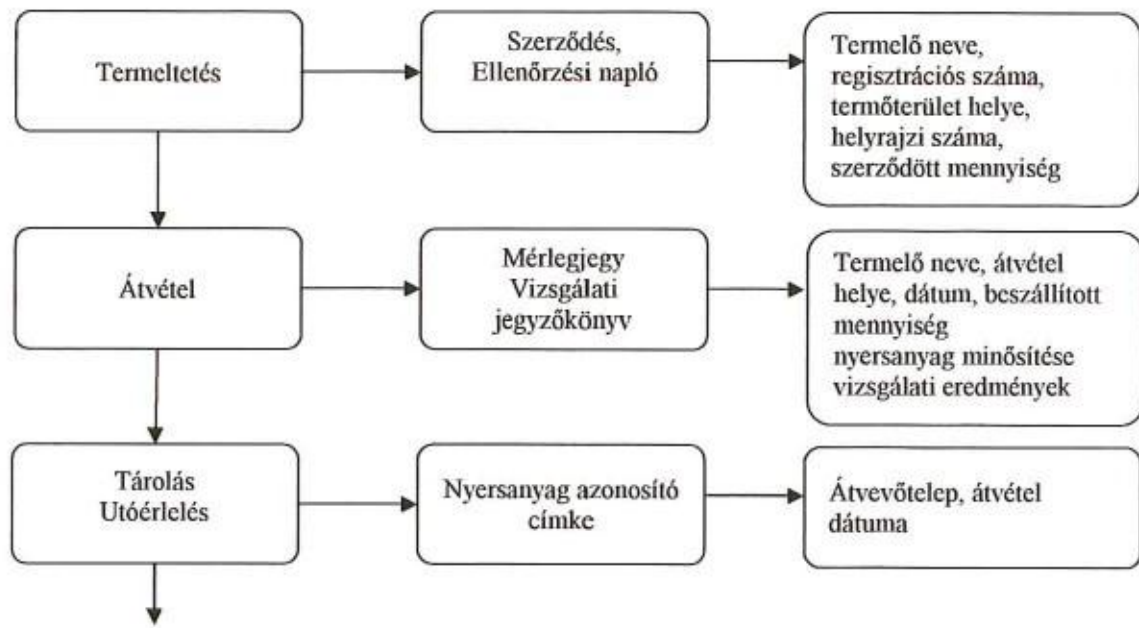 Termeltetés
Szerződés,
Ellenőrzési napló
Termelő neve,
regisztrációs száma,
termőterület helye,
helyrajzi száma,
szerződött mennyiség
Átvétel
Mérlegjegy
Vizsgálati
jegyzőkönyv
Termelő neve, átvétel
helye, dátum, beszállított
mennyiség
nyersanyag minősítése
vizsgálati eredmények
Tárolás
Utóérlelés
Nyersanyag azonosító
címke
Átvevőtelep, átvétel
dátuma